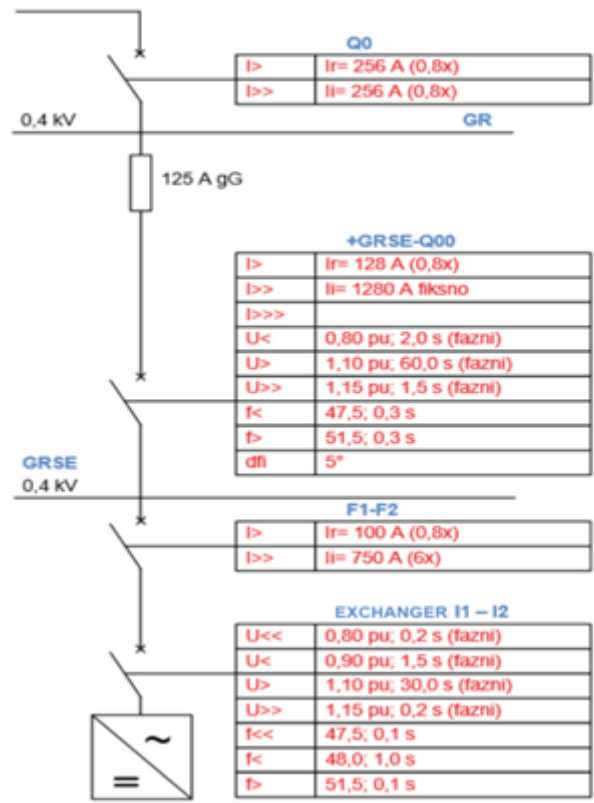 Q0
I> Ir= 256 A (0,8x)
I>> Ii= 256 A (0,8x)
0,4 kV GR
125 A gG
+GRSE-Q00
I> Ir= 128 A (0,8x)
I>> Ii= 1280 A fiksno
I>>>
U< 0,80 pu; 2,0 s (fazni)
U> 1,10 pu; 60,0 s (fazni)
U>> 1,15 pu; 1,5 s (fazni)
f< 47,5; 0,3 s
f> 51,5; 0,3 s
dfi 5°
GRSE
0,4 kV
F1-F2
I> Ir= 100 A (0,8x)
I>> Ii= 750 A (6x)
EXCHANGER I1 – I2
U<< 0,80 pu; 0,2 s (fazni)
U< 0,90 pu; 1,5 s (fazni)
U> 1,10 pu; 30,0 s (fazni)
U>> 1,15 pu; 0,2 s (fazni)
f<< 47,5; 0,1 s
f< 48,0; 1,0 s
f> 51,5; 0,1 s
~
=